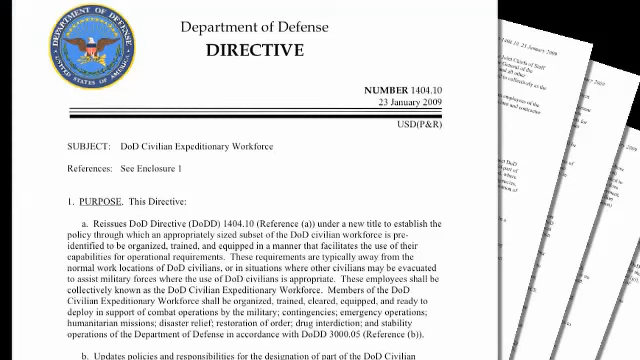 DEPARTMENT OF DEFENSE
UNITED STATES OF AMERICA
Department of Defense
DIRECTIVE
NUMBER 1404.10
23 January 2009
USD(P&R)
SUBJECT: DoD Civilian Expeditionary Workforce
References: See Enclosure 1
1. PURPOSE. This Directive:
a. Reissues DoD Directive (DoDD) 1404.10 (Reference (a)) under a new title to establish the
policy through which an appropriately sized subset of the DoD civilian workforce is pre-
identified to be organized, trained, and equipped in a manner that facilitates the use of their
capabilities for operational requirements. These requirements are typically away from the
normal work locations of DoD civilians, or in situations where other civilians may be evacuated
to assist military forces where the use of DoD civilians is appropriate. These employees shall be
collectively known as the DoD Civilian Expeditionary Workforce. Members of the DoD
Civilian Expeditionary Workforce shall be organized, trained, cleared, equipped, and ready to
deploy in support of combat operations by the military; contingencies; emergency operations;
humanitarian missions; disaster relief; restoration of order; drug interdiction; and stability
operations of the Department of Defense in accordance with DoDD 3000.05 (Reference (b)).
b. Updates policies and responsibilities for the designation of part of the DoD Civilian